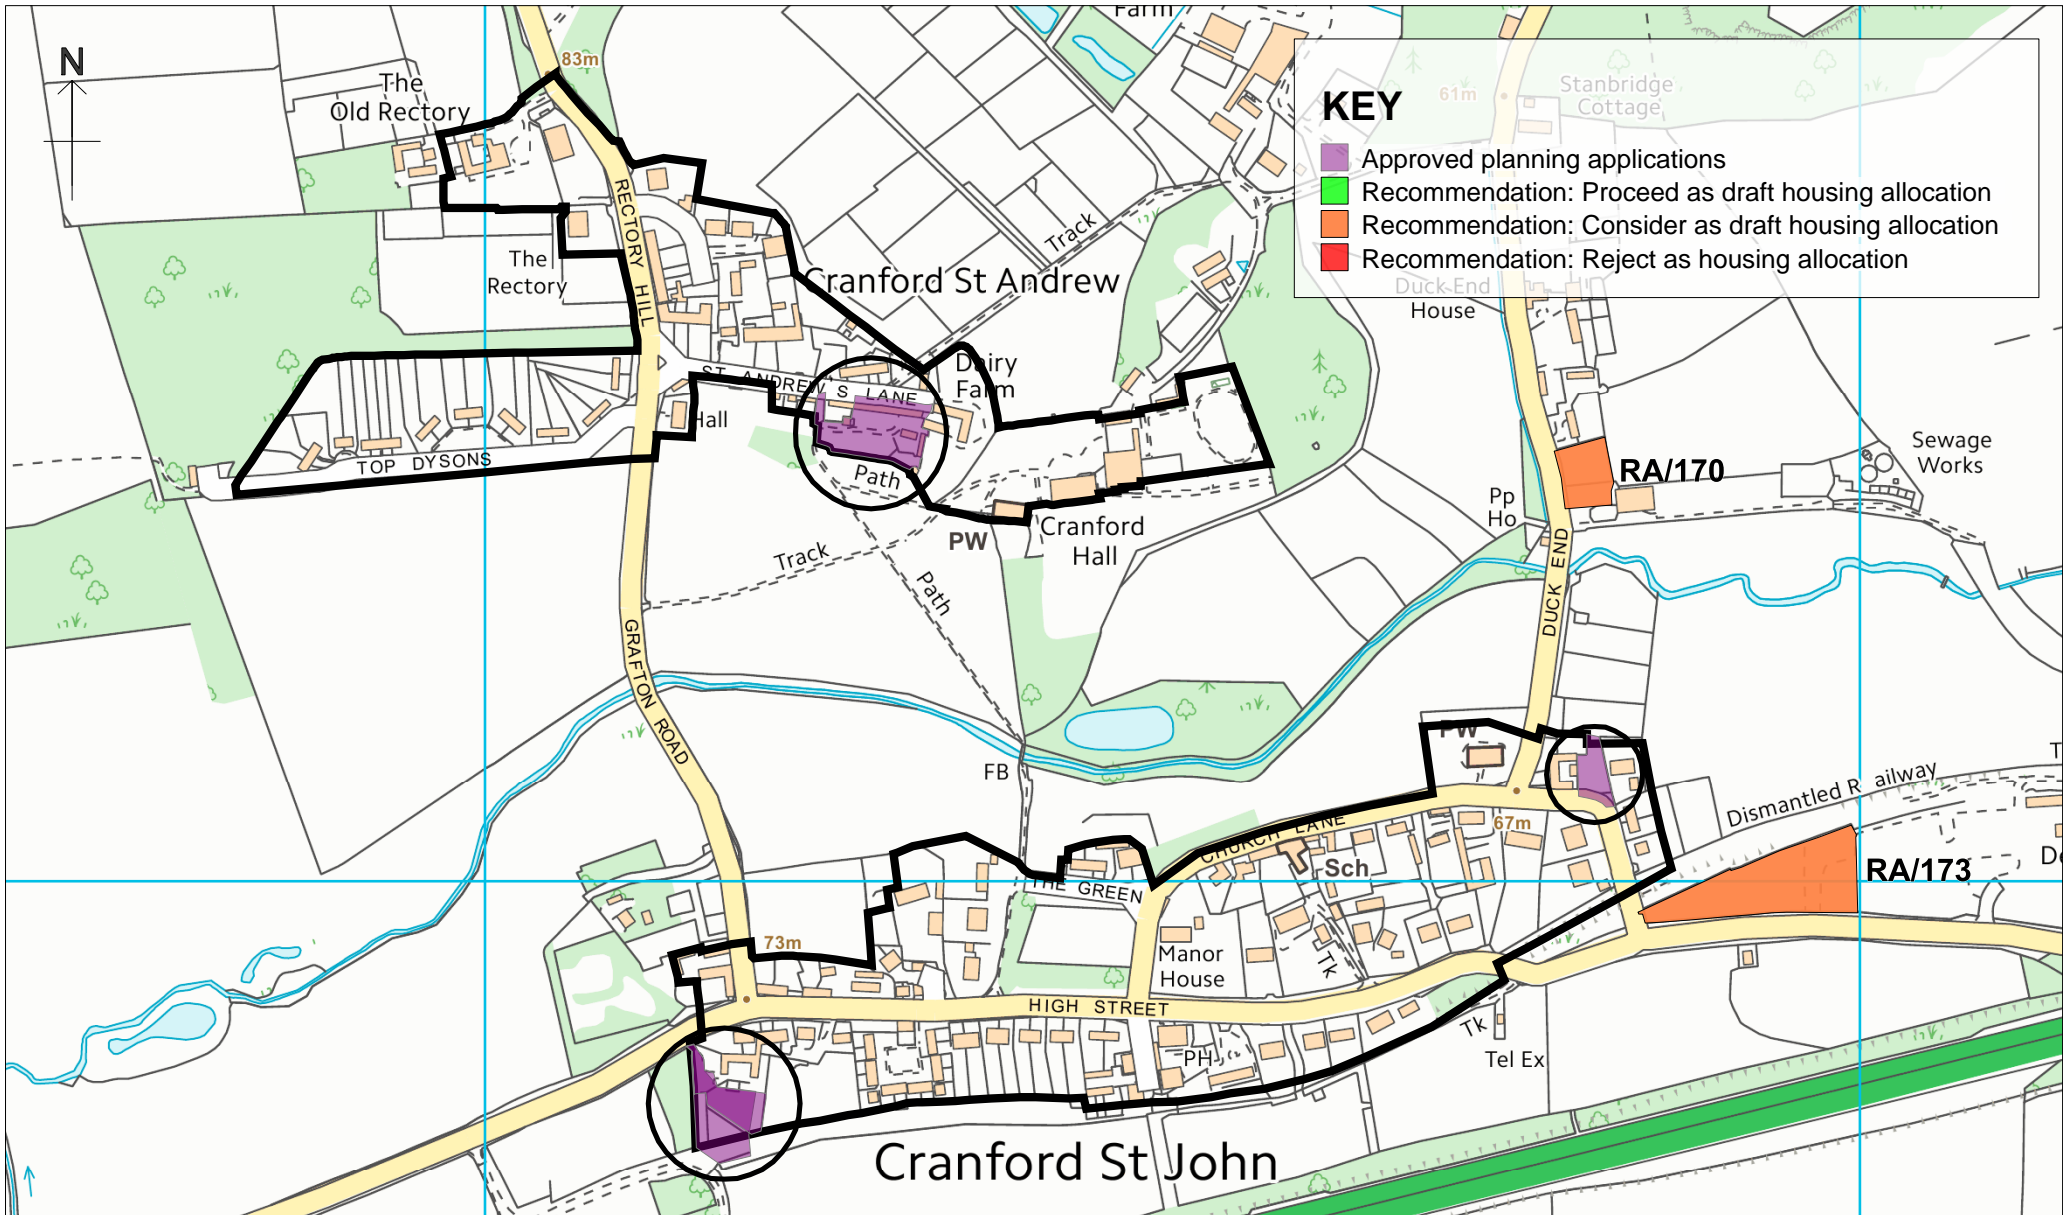 Farm
N
83m
The
Old Rectory
KEY
Approved planning applications
Recommendation: Proceed as draft housing allocation
Recommendation: Consider as draft housing allocation
Recommendation: Reject as housing allocation
61m
Stanbridge
Cottage
RECTORY HILL
Track
The
Rectory
Cranford St Andrew
Duck End
House
Dairy
Farm
ST ANDREW'S LANE
Hall
TOP DYSONS
Path
Sewage
Works
RA/170
Pp
Ho
Cranford
Hall
PW
Track
Path
DUCK END
GRAFTON ROAD
FB
PW
67m
Dismantled Railway
CHURCH LANE
Sch
RA/173
THE GREEN
73m
Manor
House
Tk
HIGH STREET
Tk
PH
Tel Ex
Cranford St John